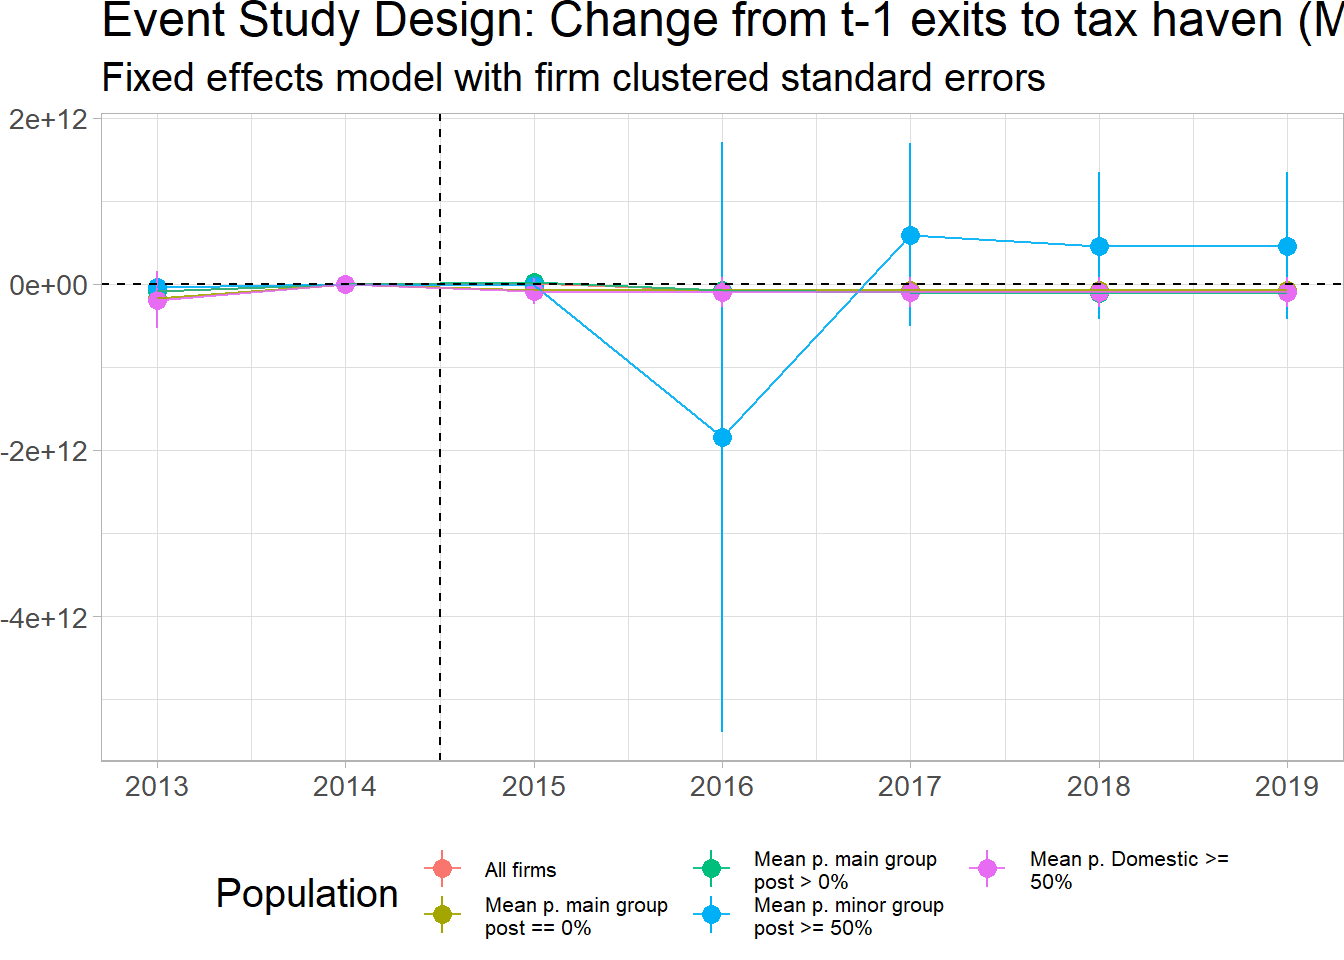 Event Study Design: Change from t-1 exits to tax haven (M
Fixed effects model with firm clustered standard errors
2e+12
0e+00
-2e+12
-4e+12
2013 2014 2015 2016 2017 2018 2019
Population
All firms
Mean p. main group
post == 0%
Mean p. main group
post > 0%
Mean p. minor group
post >= 50%
Mean p. Domestic >=
50%